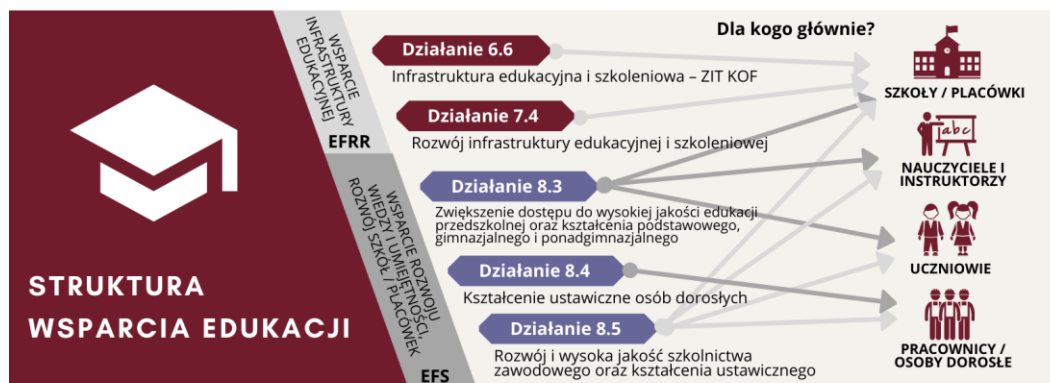 STRUKTURA
WSPARCIA EDUKACJI
WSPARCIE
INFRASTRUKTURY
EDUKACYJNEJ
EFRR
WSPARCIE ROZWOJU
WIEDZY I UMIEJĘTNOŚCI,
ROZWÓJ SZKÓŁ / PLACÓWEK
EFS
Działanie 6.6
Infrastruktura edukacyjna i szkoleniowa – ZIT KOF
Działanie 7.4
Rozwój infrastruktury edukacyjnej i szkoleniowej
Działanie 8.3
Zwiększenie dostępu do wysokiej jakości edukacji
przedszkolnej oraz kształcenia podstawowego,
gimnazjalnego i ponadgimnazjalnego
Działanie 8.4
Kształcenie ustawiczne osób dorosłych
Działanie 8.5
Rozwój i wysoka jakość szkolnictwa
zawodowego oraz kształcenia ustawicznego
Dla kogo głównie?
SZKOŁY / PLACÓWKI
abc
NAUCZYCIELE I
INSTRUKTORZY
UCZNIOWIE
PRACOWNICY /
OSOBY DOROSŁE